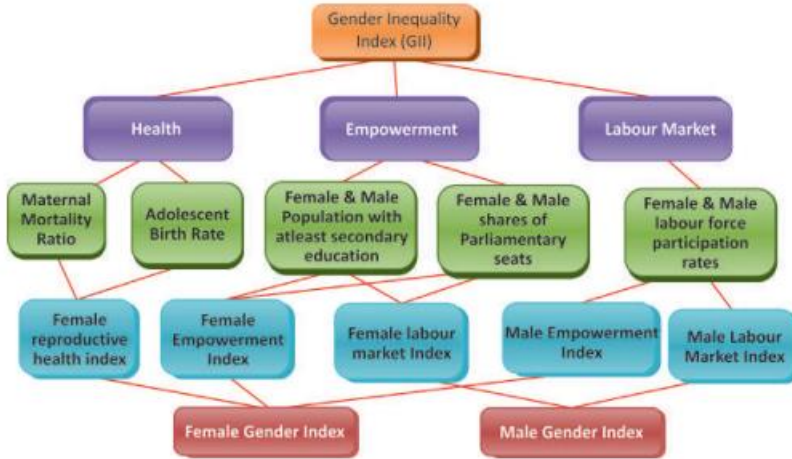 Gender Inequality
Index (GII)
Health
Empowerment
Labour Market
Maternal
Mortality
Ratio
Adolescent
Birth Rate
Female & Male
Population with
atleast secondary
education
Female & Male
shares of
Parliamentary
seats
Female & Male
labour force
participation
rates
Female
reproductive
health index
Female
Empowerment
Index
Female labour
market Index
Male Empowerment
Index
Male Labour
Market Index
Female Gender Index
Male Gender Index